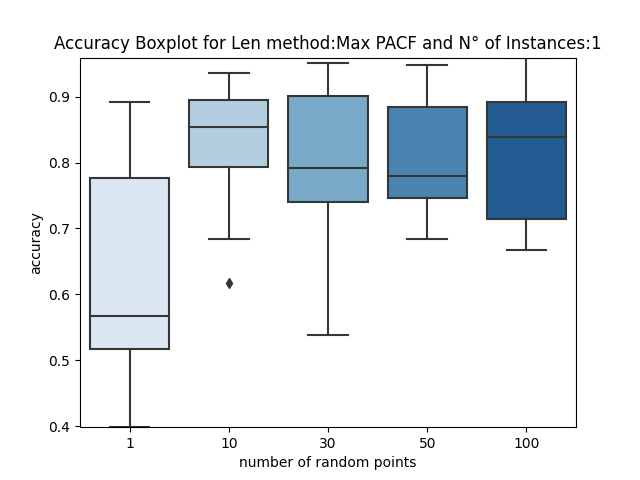 Accuracy Boxplot for Len method:Max PACF and N° of Instances:1
0.9
0.8
0.7
0.6
0.5
0.4
accuracy
1 10 30 50 100
number of random points